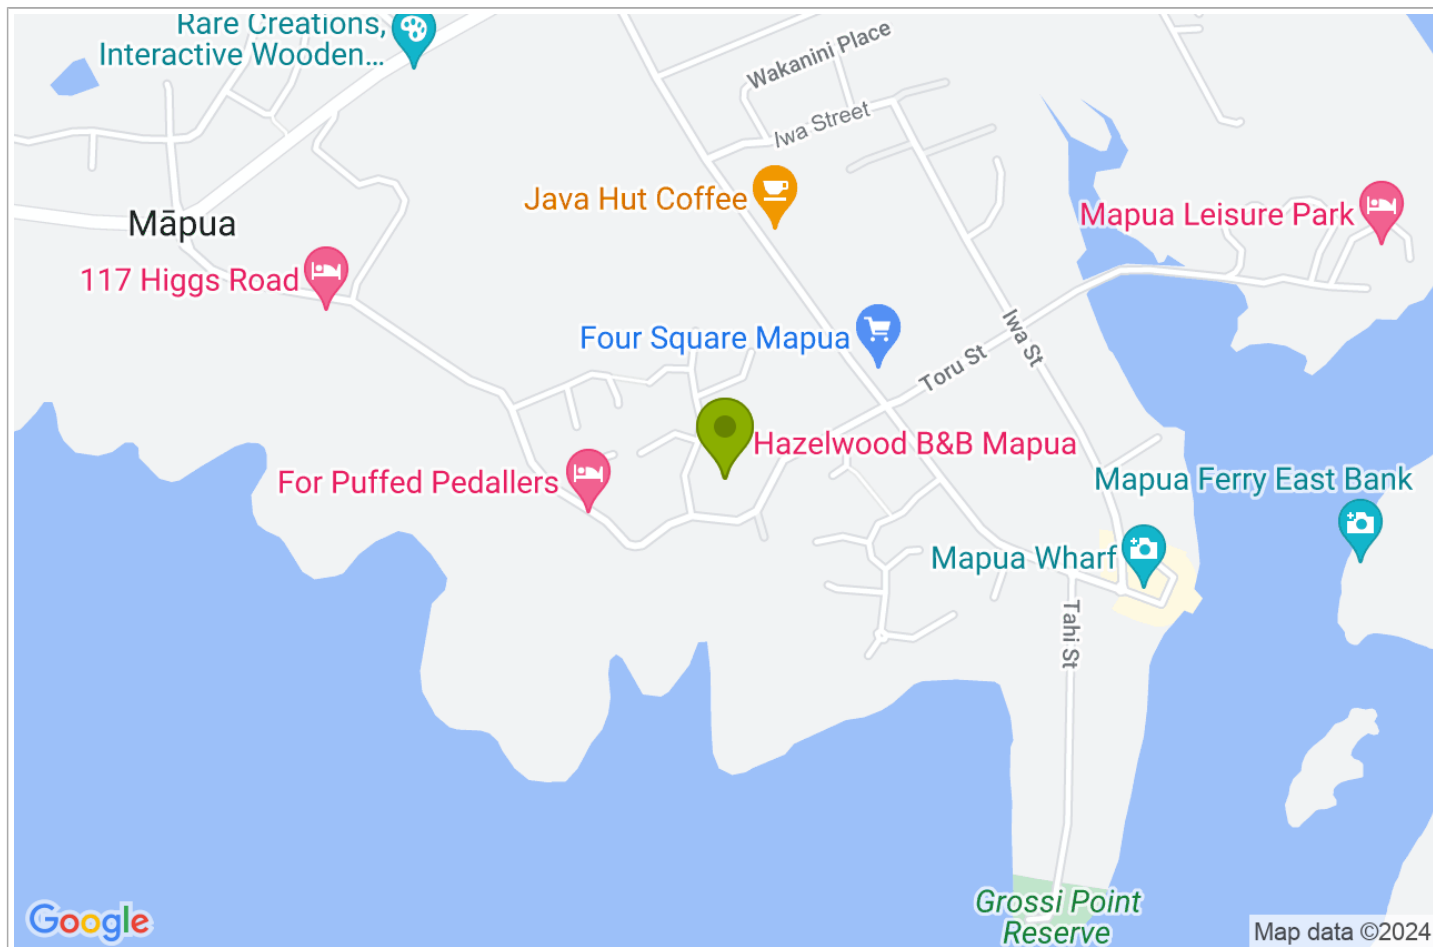 Rare Creations,
Interactive Wooden...
Wakanini Place
Iwa Street
Java Hut Coffee
Mapua Leisure Park
Māpua
117 Higgs Road
Four Square Mapua
Iwa St
Toru St
Hazelwood B&B Mapua
For Puffed Pedallers
Mapua Ferry East Bank
Mapua Wharf
Tahi St
Grossi Point
Reserve
Google
Map data ©2024